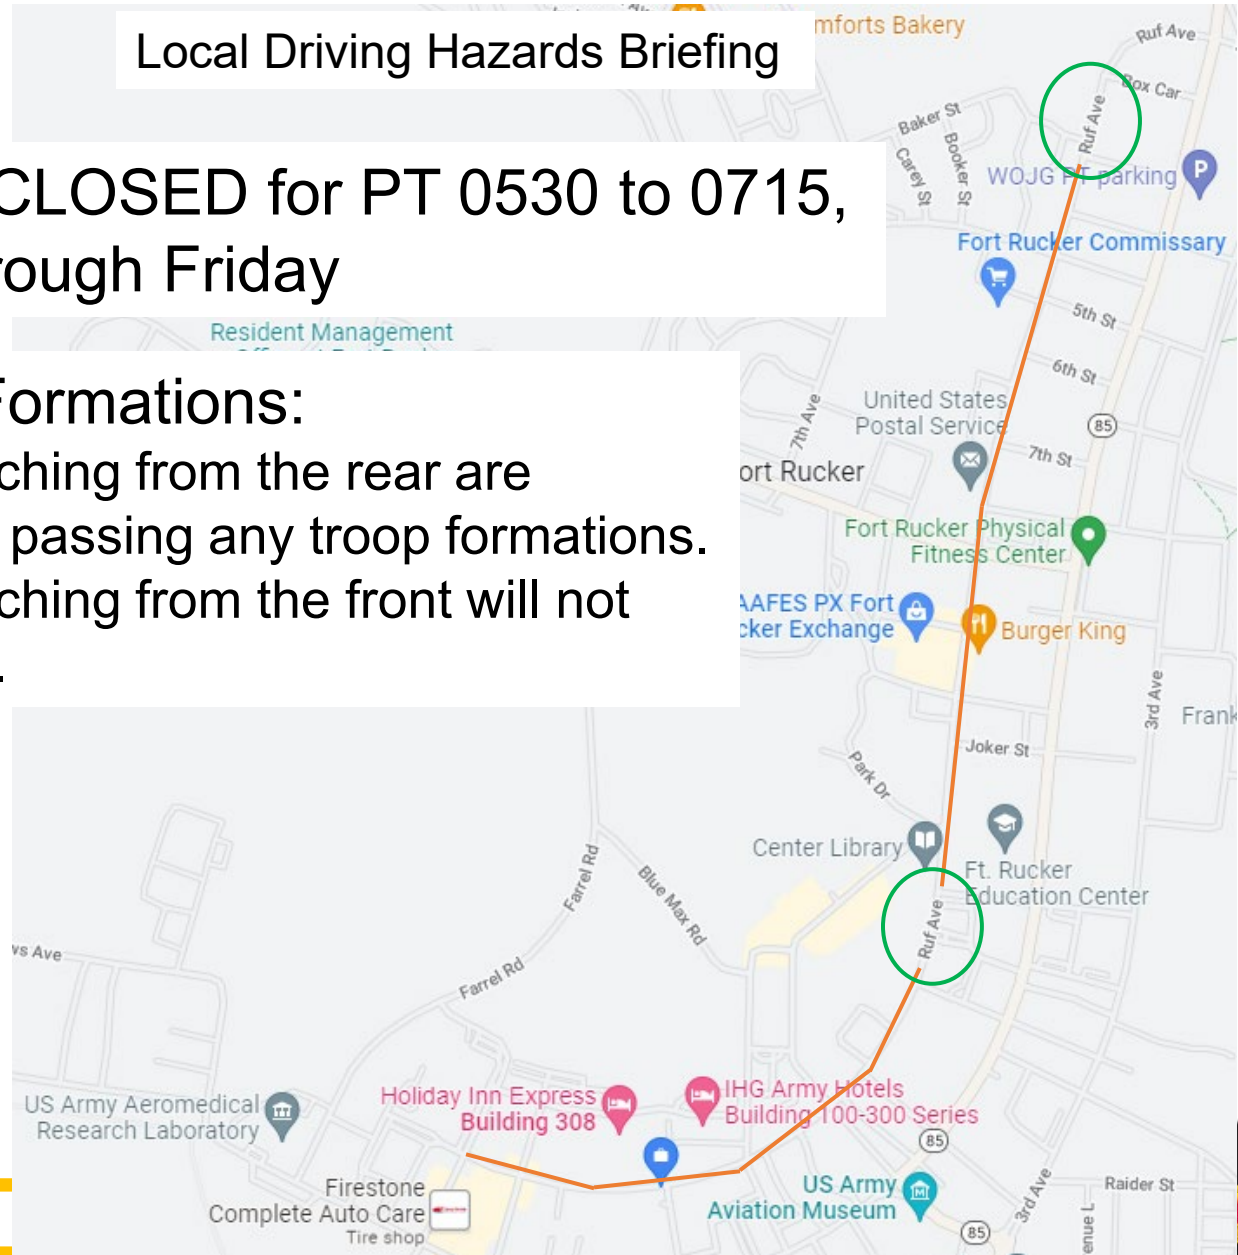 Local Driving Hazards Briefing
mforts Bakery
Ruf Ave
Box Car
Baker St
Booker St
Carey St
Ruf Ave
WOJG PT parking
P
CLOSED for PT 0530 to 0715,
rough Friday
Fort Rucker Commissary
5th St
Resident Management
6th St
Formations:
United States
Postal Service
7th Ave
85
7th St
ching from the rear are
ort Rucker
passing any troop formations.
Fort Rucker Physical
Fitness Center
ching from the front will not
.
AAFES PX Fort
cker Exchange
Burger King
3rd Ave
Frank
Joker St
Park Dr
Center Library
Ft. Rucker
Education Center
Farrel Rd
Blue Max Rd
Ruf Ave
ws Ave
Farrel Rd
US Army Aeromedical
Research Laboratory
Holiday Inn Express
Building 308
IHG Army Hotels
Building 100-300 Series
85
Firestone
Complete Auto Care
Tire shop
US Army
Aviation Museum
3rd Ave
Raider St
85
enue L